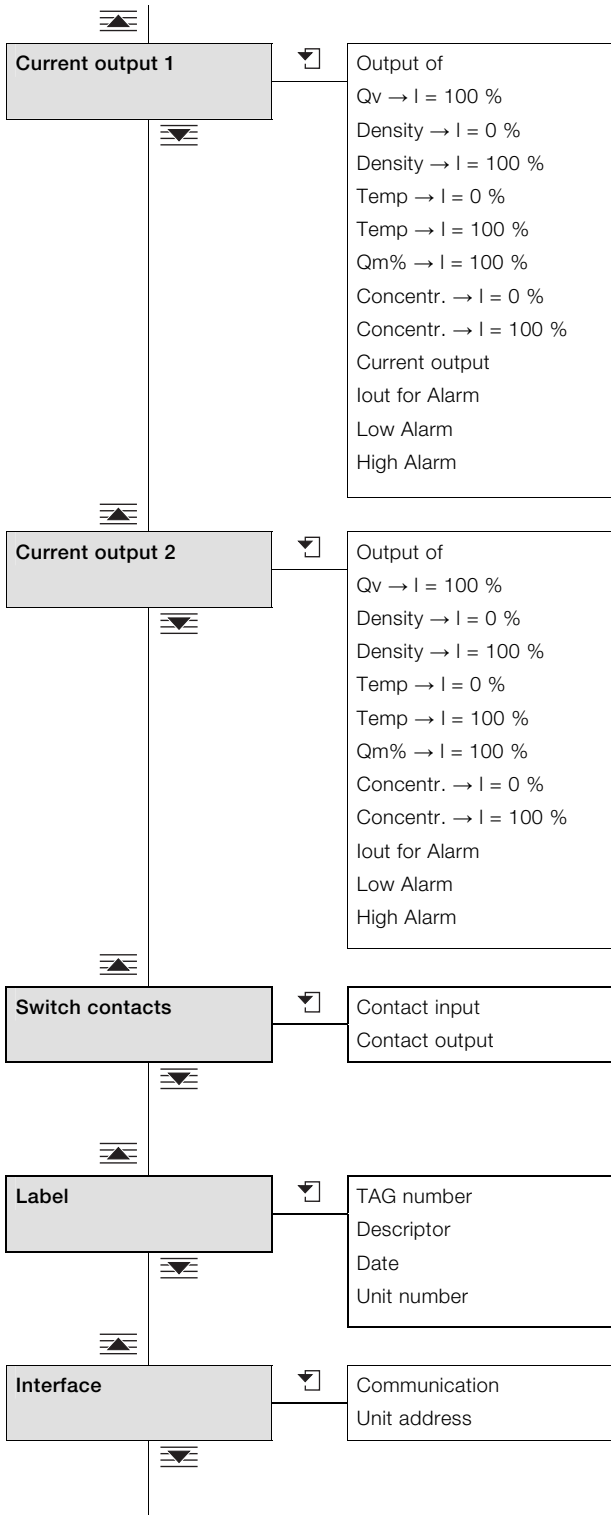 Current output 1
Output of
Qv → I = 100 %
Density → I = 0 %
Density → I = 100 %
Temp → I = 0 %
Temp → I = 100 %
Qm% → I = 100 %
Concentr. → I = 0 %
Concentr. → I = 100 %
Current output
Iout for Alarm
Low Alarm
High Alarm
Current output 2
Output of
Qv → I = 100 %
Density → I = 0 %
Density → I = 100 %
Temp → I = 0 %
Temp → I = 100 %
Qm% → I = 100 %
Concentr. → I = 0 %
Concentr. → I = 100 %
Iout for Alarm
Low Alarm
High Alarm
Switch contacts
Contact input
Contact output
Label
TAG number
Descriptor
Date
Unit number
Interface
Communication
Unit address